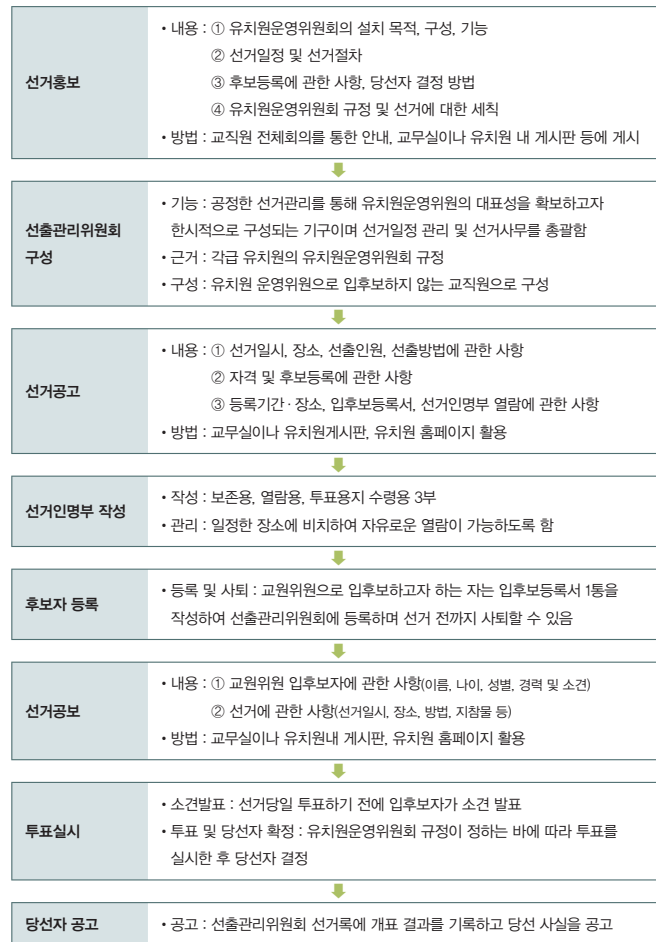 선거홍보
• 내용 : ① 유치원운영위원회의 설치 목적, 구성, 기능
② 선거일정 및 선거절차
③ 후보등록에 관한 사항, 당선자 결정 방법
④ 유치원운영위원회 규정 및 선거에 대한 세칙
• 방법 : 교직원 전체회의를 통한 안내, 교무실이나 유치원 내 게시판 등에 게시
선출관리위원회
구성
• 기능 : 공정한 선거관리를 통해 유치원운영위원의 대표성을 확보하고자
한시적으로 구성되는 기구이며 선거일정 관리 및 선거사무를 총괄함
• 근거 : 각급 유치원의 유치원운영위원회 규정
• 구성 : 유치원 운영위원으로 입후보하지 않는 교직원으로 구성
선거공고
• 내용 : ① 선거일시, 장소, 선출인원, 선출방법에 관한 사항
② 자격 및 후보등록에 관한 사항
③ 등록기간 · 장소, 입후보등록서, 선거인명부 열람에 관한 사항
• 방법 : 교무실이나 유치원게시판, 유치원 홈페이지 활용
선거인명부 작성
• 작성 : 보존용, 열람용, 투표용지 수령용 3부
• 관리 : 일정한 장소에 비치하여 자유로운 열람이 가능하도록 함
후보자 등록
• 등록 및 사퇴 : 교원위원으로 입후보하고자 하는 자는 입후보등록서 1통을
작성하여 선출관리위원회에 등록하며 선거 전까지 사퇴할 수 있음
선거공보
• 내용 : ① 교원위원 입후보자에 관한 사항(이름, 나이, 성별, 경력 및 소견)
② 선거에 관한 사항(선거일시, 장소, 방법, 지참물 등)
• 방법 : 교무실이나 유치원내 게시판, 유치원 홈페이지 활용
투표실시
• 소견발표 : 선거당일 투표하기 전에 입후보자가 소견 발표
• 투표 및 당선자 확정 : 유치원운영위원회 규정이 정하는 바에 따라 투표를
실시한 후 당선자 결정
당선자 공고
• 공고 : 선출관리위원회 선거록에 개표 결과를 기록하고 당선 사실을 공고